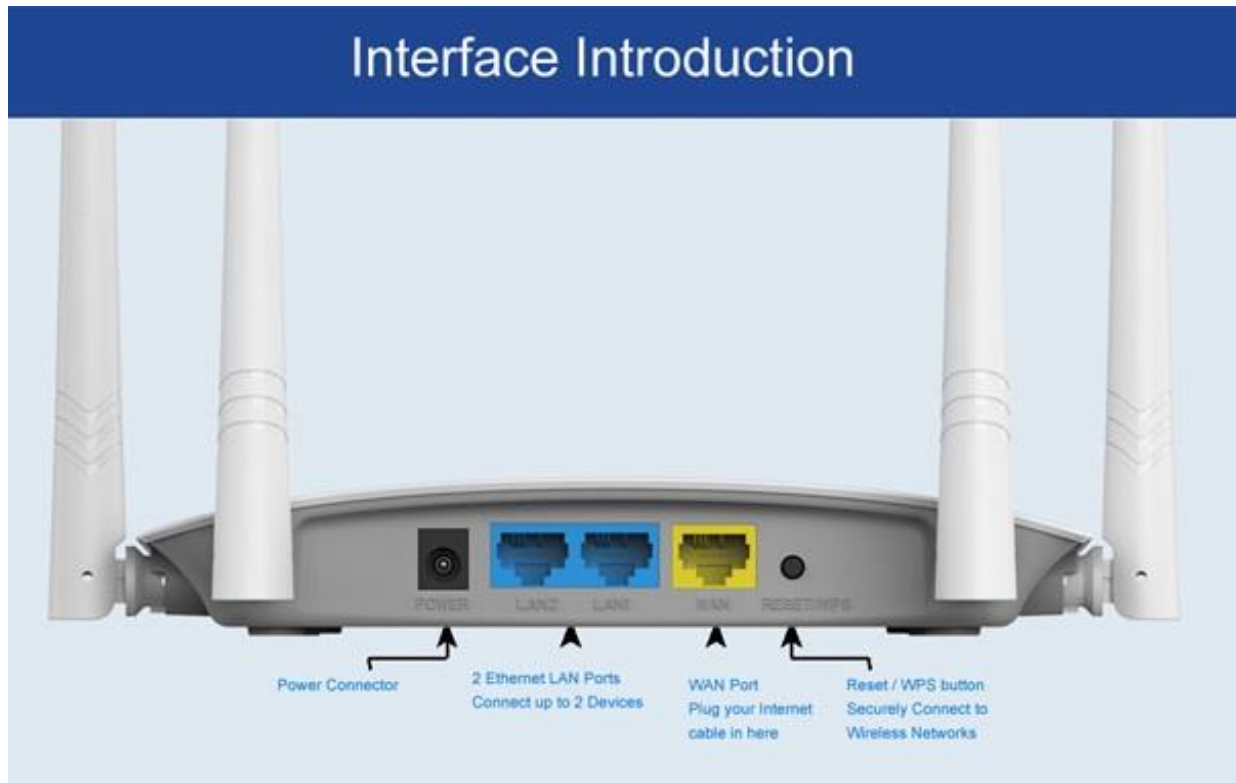 Interface Introduction
POWER
LAN2
LAN1
WAN
RESET/WPS
Power Connector
2 Ethernet LAN Ports
Connect up to 2 Devices
WAN Port
Plug your Internet
cable in here
Reset / WPS button
Securely Connect to
Wireless Networks